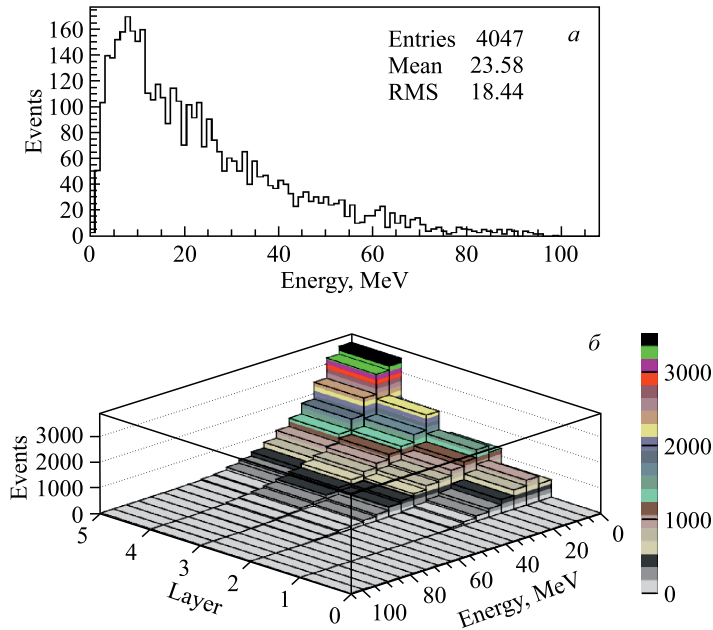 160
140
120
100
80
60
40
20
0
Events
Entries 4047
Mean 23.58
RMS 18.44
а
0 20 40 60 80 100
Energy, MeV
б
3000
2000
1000
0
Events
3000
2000
1000
0
5 4 3 2 1 0
Layer
100 80 60 40 20 0
Energy, MeV